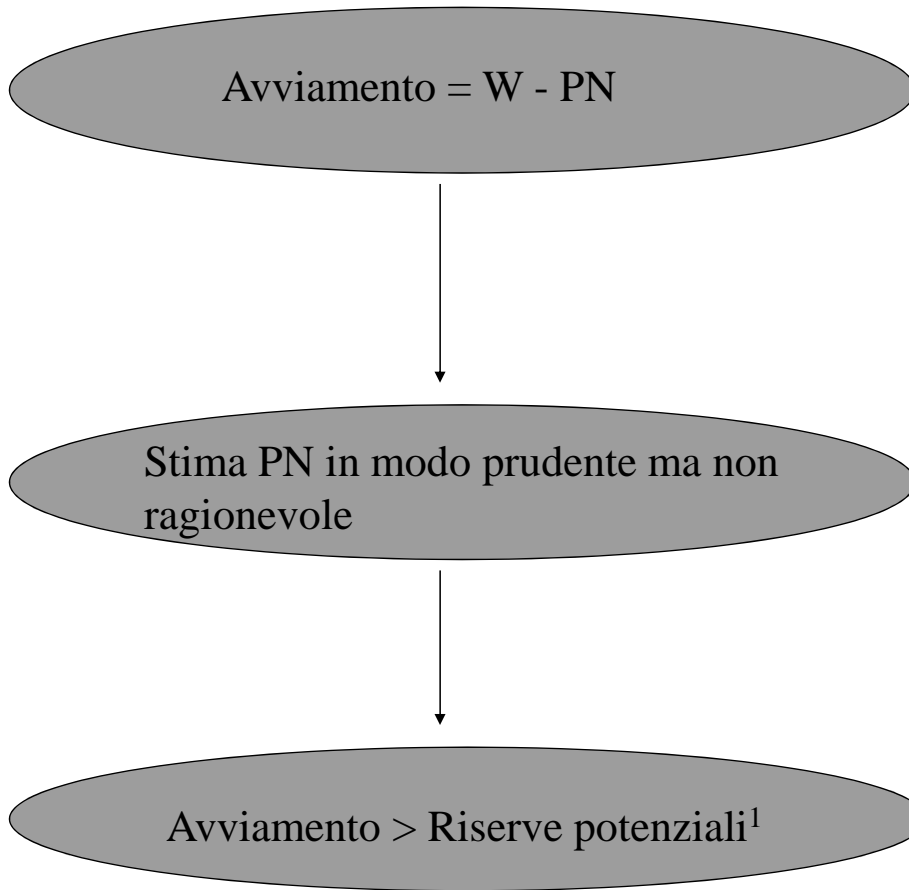 Avviamento = W - PN
Stima PN in modo prudente ma non
ragionevole
Avviamento > Riserve potenziali¹